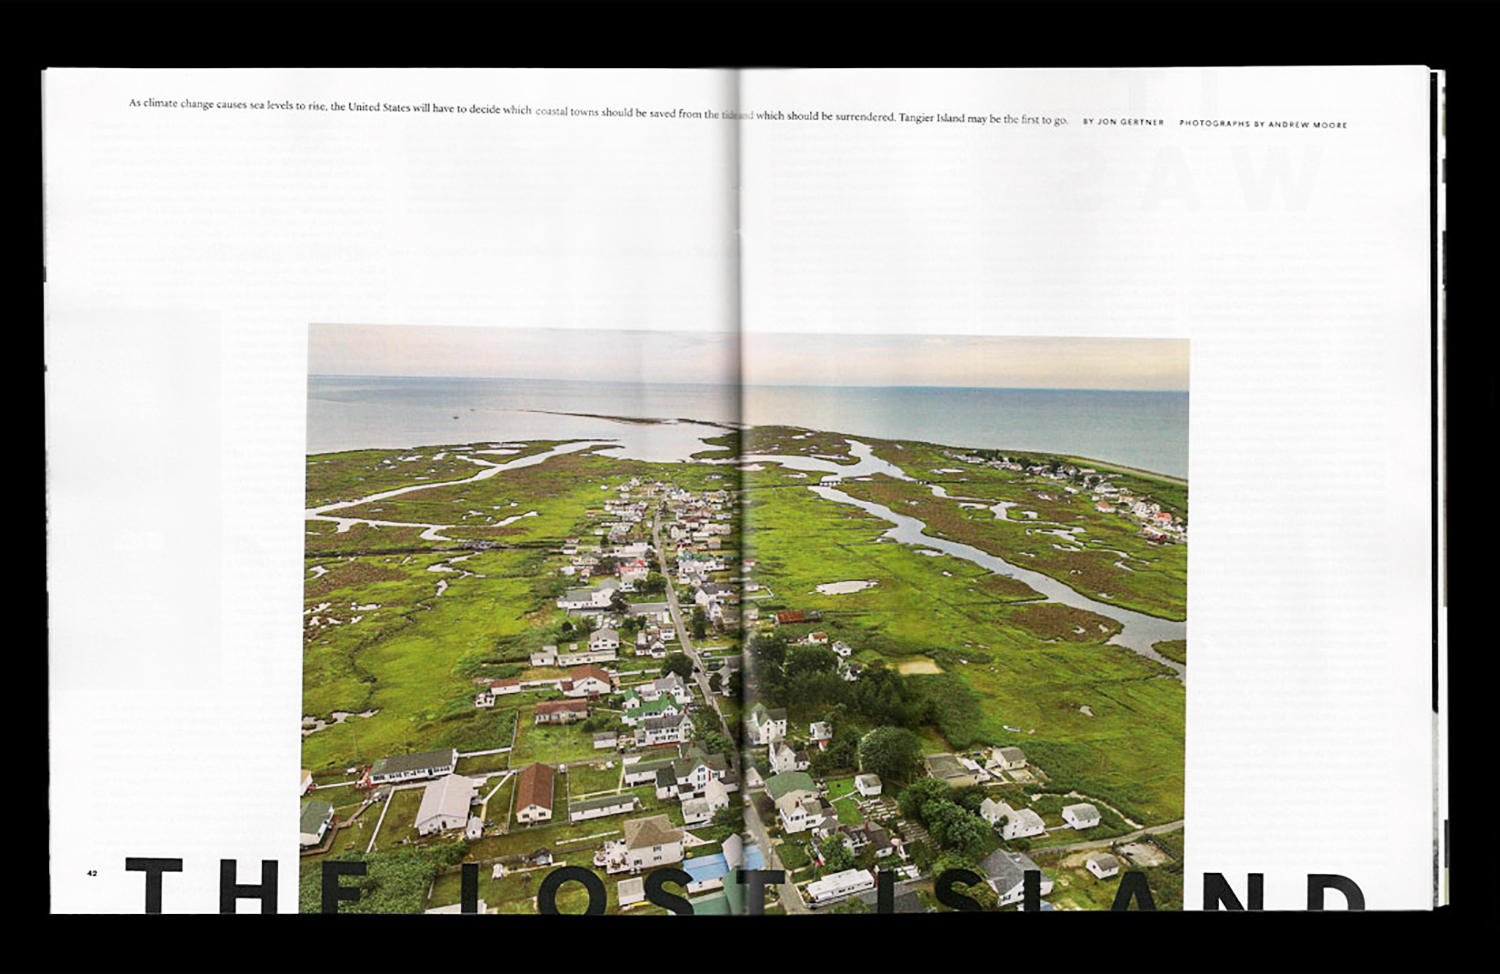 As climate change causes sea levels to rise, the United States will have to decide which coastal towns should be saved from the tide and which should be surrendered. Tangier Island may be the first to go. BY JON GERTNER PHOTOGRAPHS BY ANDREW MOORE
SAW
42
THE LOST ISLAND